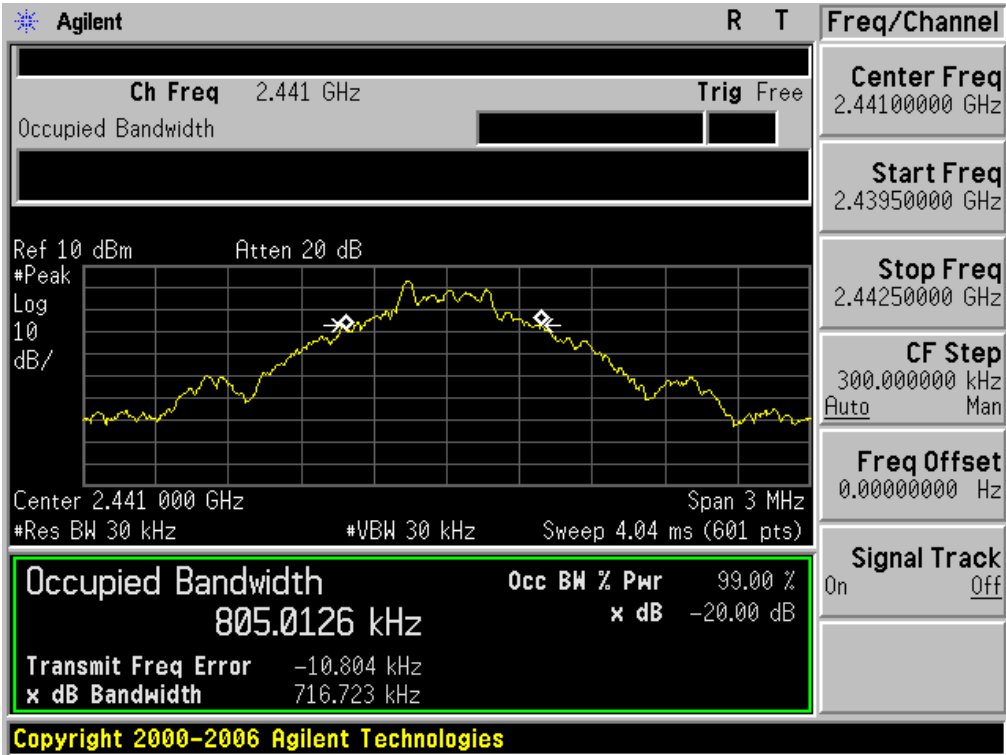 Agilent R T
Freq/Channel
Ch Freq 2.441 GHz Trig Free
Occupied Bandwidth
Center Freq
2.44100000 GHz
Start Freq
2.43950000 GHz
Stop Freq
2.44250000 GHz
CF Step
300.000000 kHz
Auto Man
Freq Offset
0.00000000 Hz
Signal Track
On Off
Ref 10 dBm Atten 20 dB
#Peak
Log
10
dB/
Center 2.441 000 GHz Span 3 MHz
#Res BW 30 kHz #VBW 30 kHz Sweep 4.04 ms (601 pts)
Occupied Bandwidth Occ BW % Pwr 99.00 %
805.0126 kHz x dB -20.00 dB
Transmit Freq Error -10.804 kHz
x dB Bandwidth 716.723 kHz
Copyright 2000-2006 Agilent Technologies